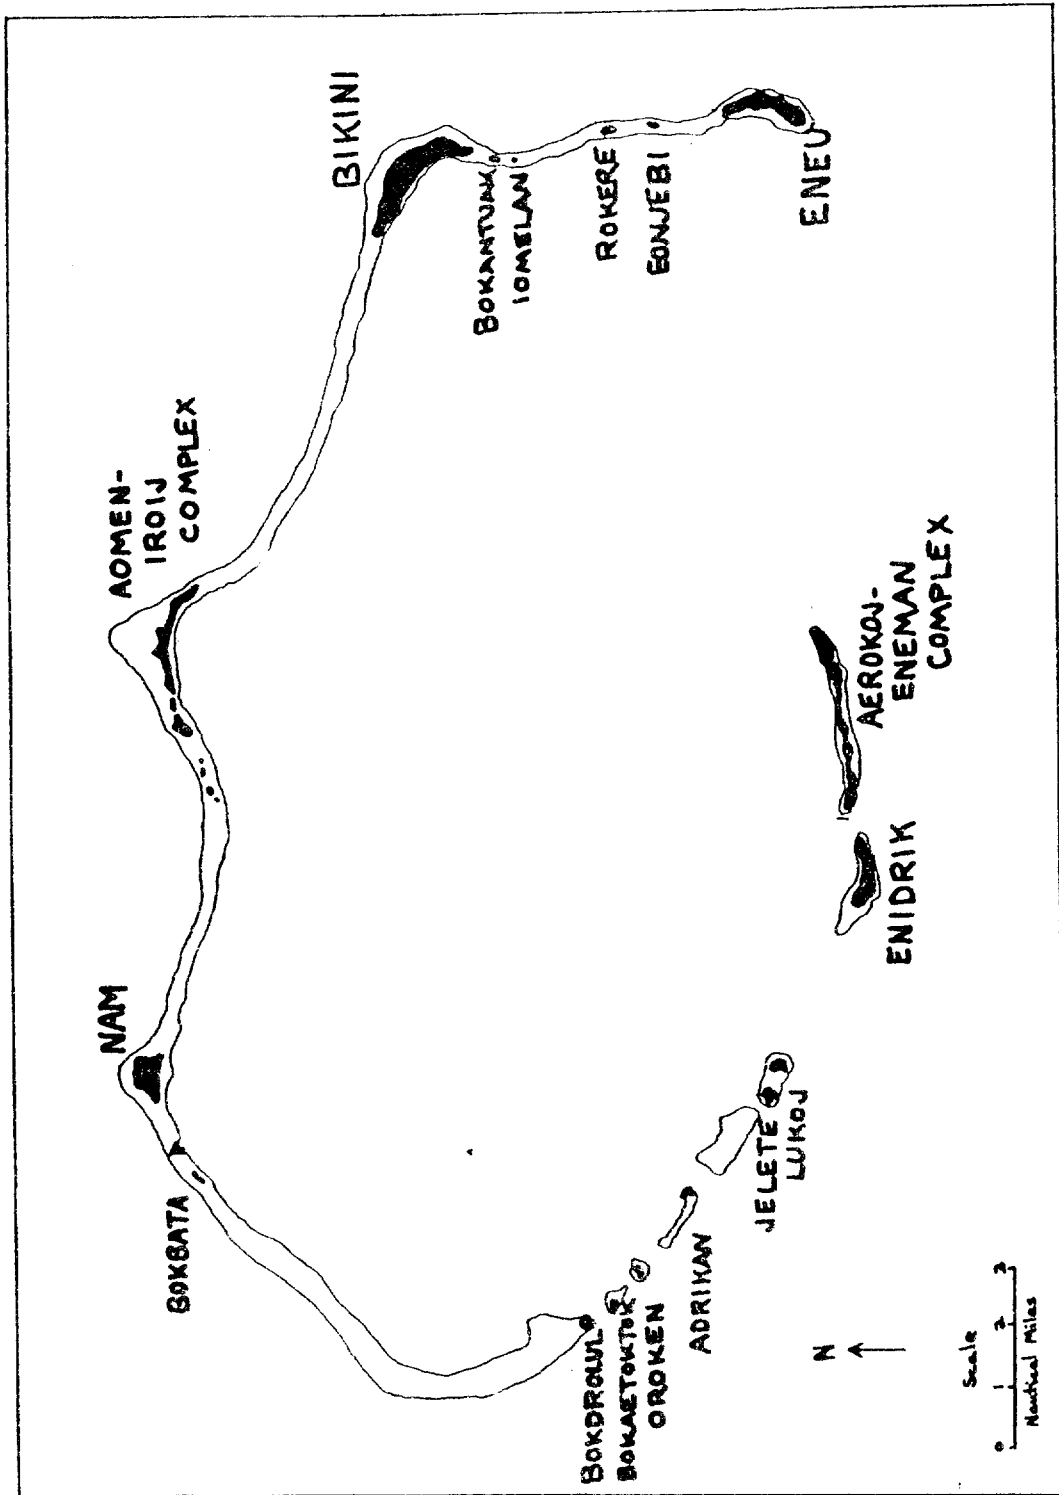 BIKINI
AOMEN-
IROIJ
COMPLEX
NAM
BOKBATA
BOKANTUAK
IOMELAN
ROKERE
EONJEBI
ENEU
AEROKOJ-
ENEMAN
COMPLEX
ENIDRIK
JELETE
LUKOJ
ADRIKAN
OROKEN
BOKAETOKTOK
BOKDROLUL
N
Scale
0 1 2 3
Nautical Miles